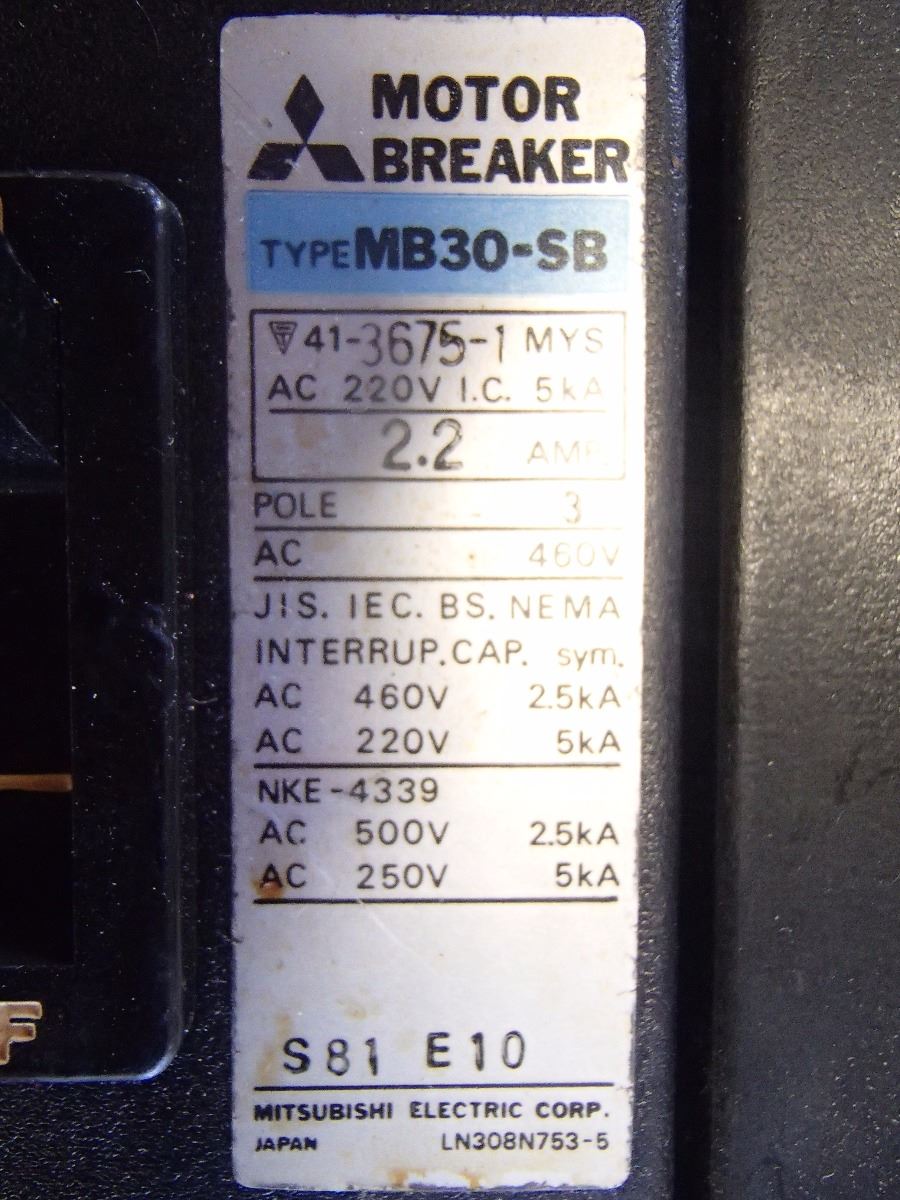 MOTOR
BREAKER
TYPE MB30-SB
41-3675-1 MYS
AC 220V I.C. 5kA
2.2 AMP.
POLE 3
AC 460V
JIS. IEC. BS. NEMA
INTERRUP.CAP. sym.
AC 460V 2.5kA
AC 220V 5kA
NKE-4339
AC 500V 2.5kA
AC 250V 5kA
S81 E10
MITSUBISHI ELECTRIC CORP.
JAPAN LN308N753-5